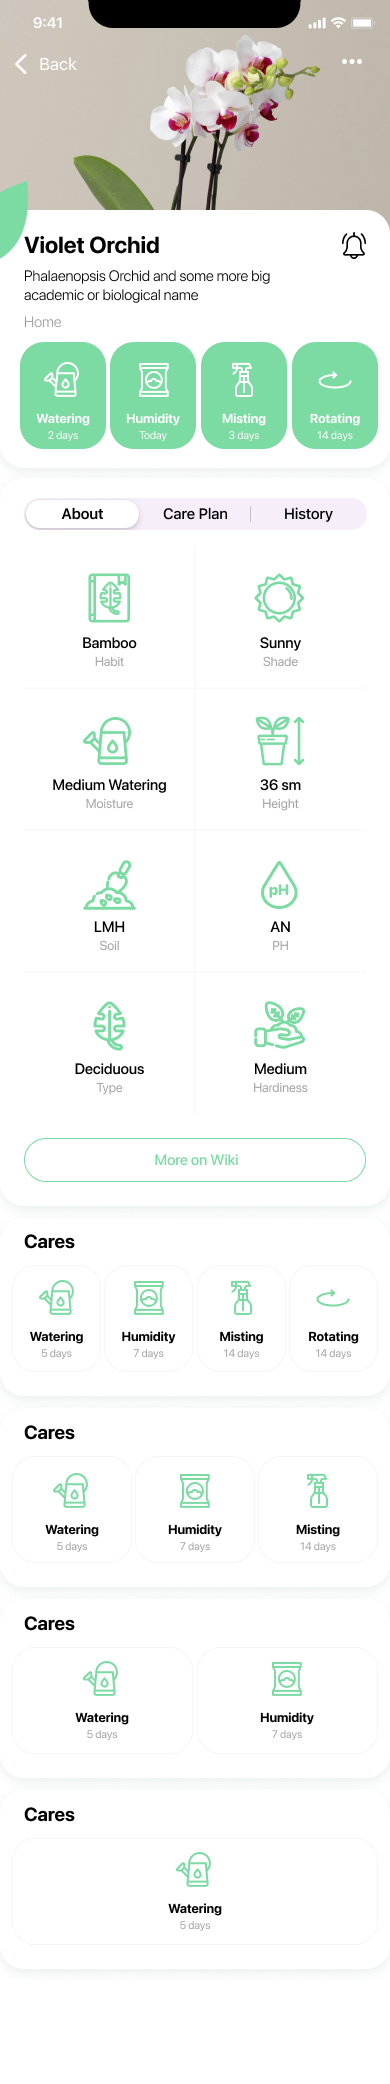 9:41
Back
Violet Orchid
Phalaenopsis Orchid and some more big
academic or biological name
Home
Watering Humidity Misting Rotating
2 days Today 3 days 14 days
About Care Plan History
Bamboo Sunny
Habit Shade
Medium Watering 36 sm
Moisture Height
pH
LMH AN
Soil PH
Deciduous Medium
Type Hardiness
More on Wiki
Cares
Watering Humidity Misting Rotating
5 days 7 days 14 days 14 days
Cares
Watering Humidity Misting
5 days 7 days 14 days
Cares
Watering Humidity
5 days 7 days
Cares
Watering
5 days